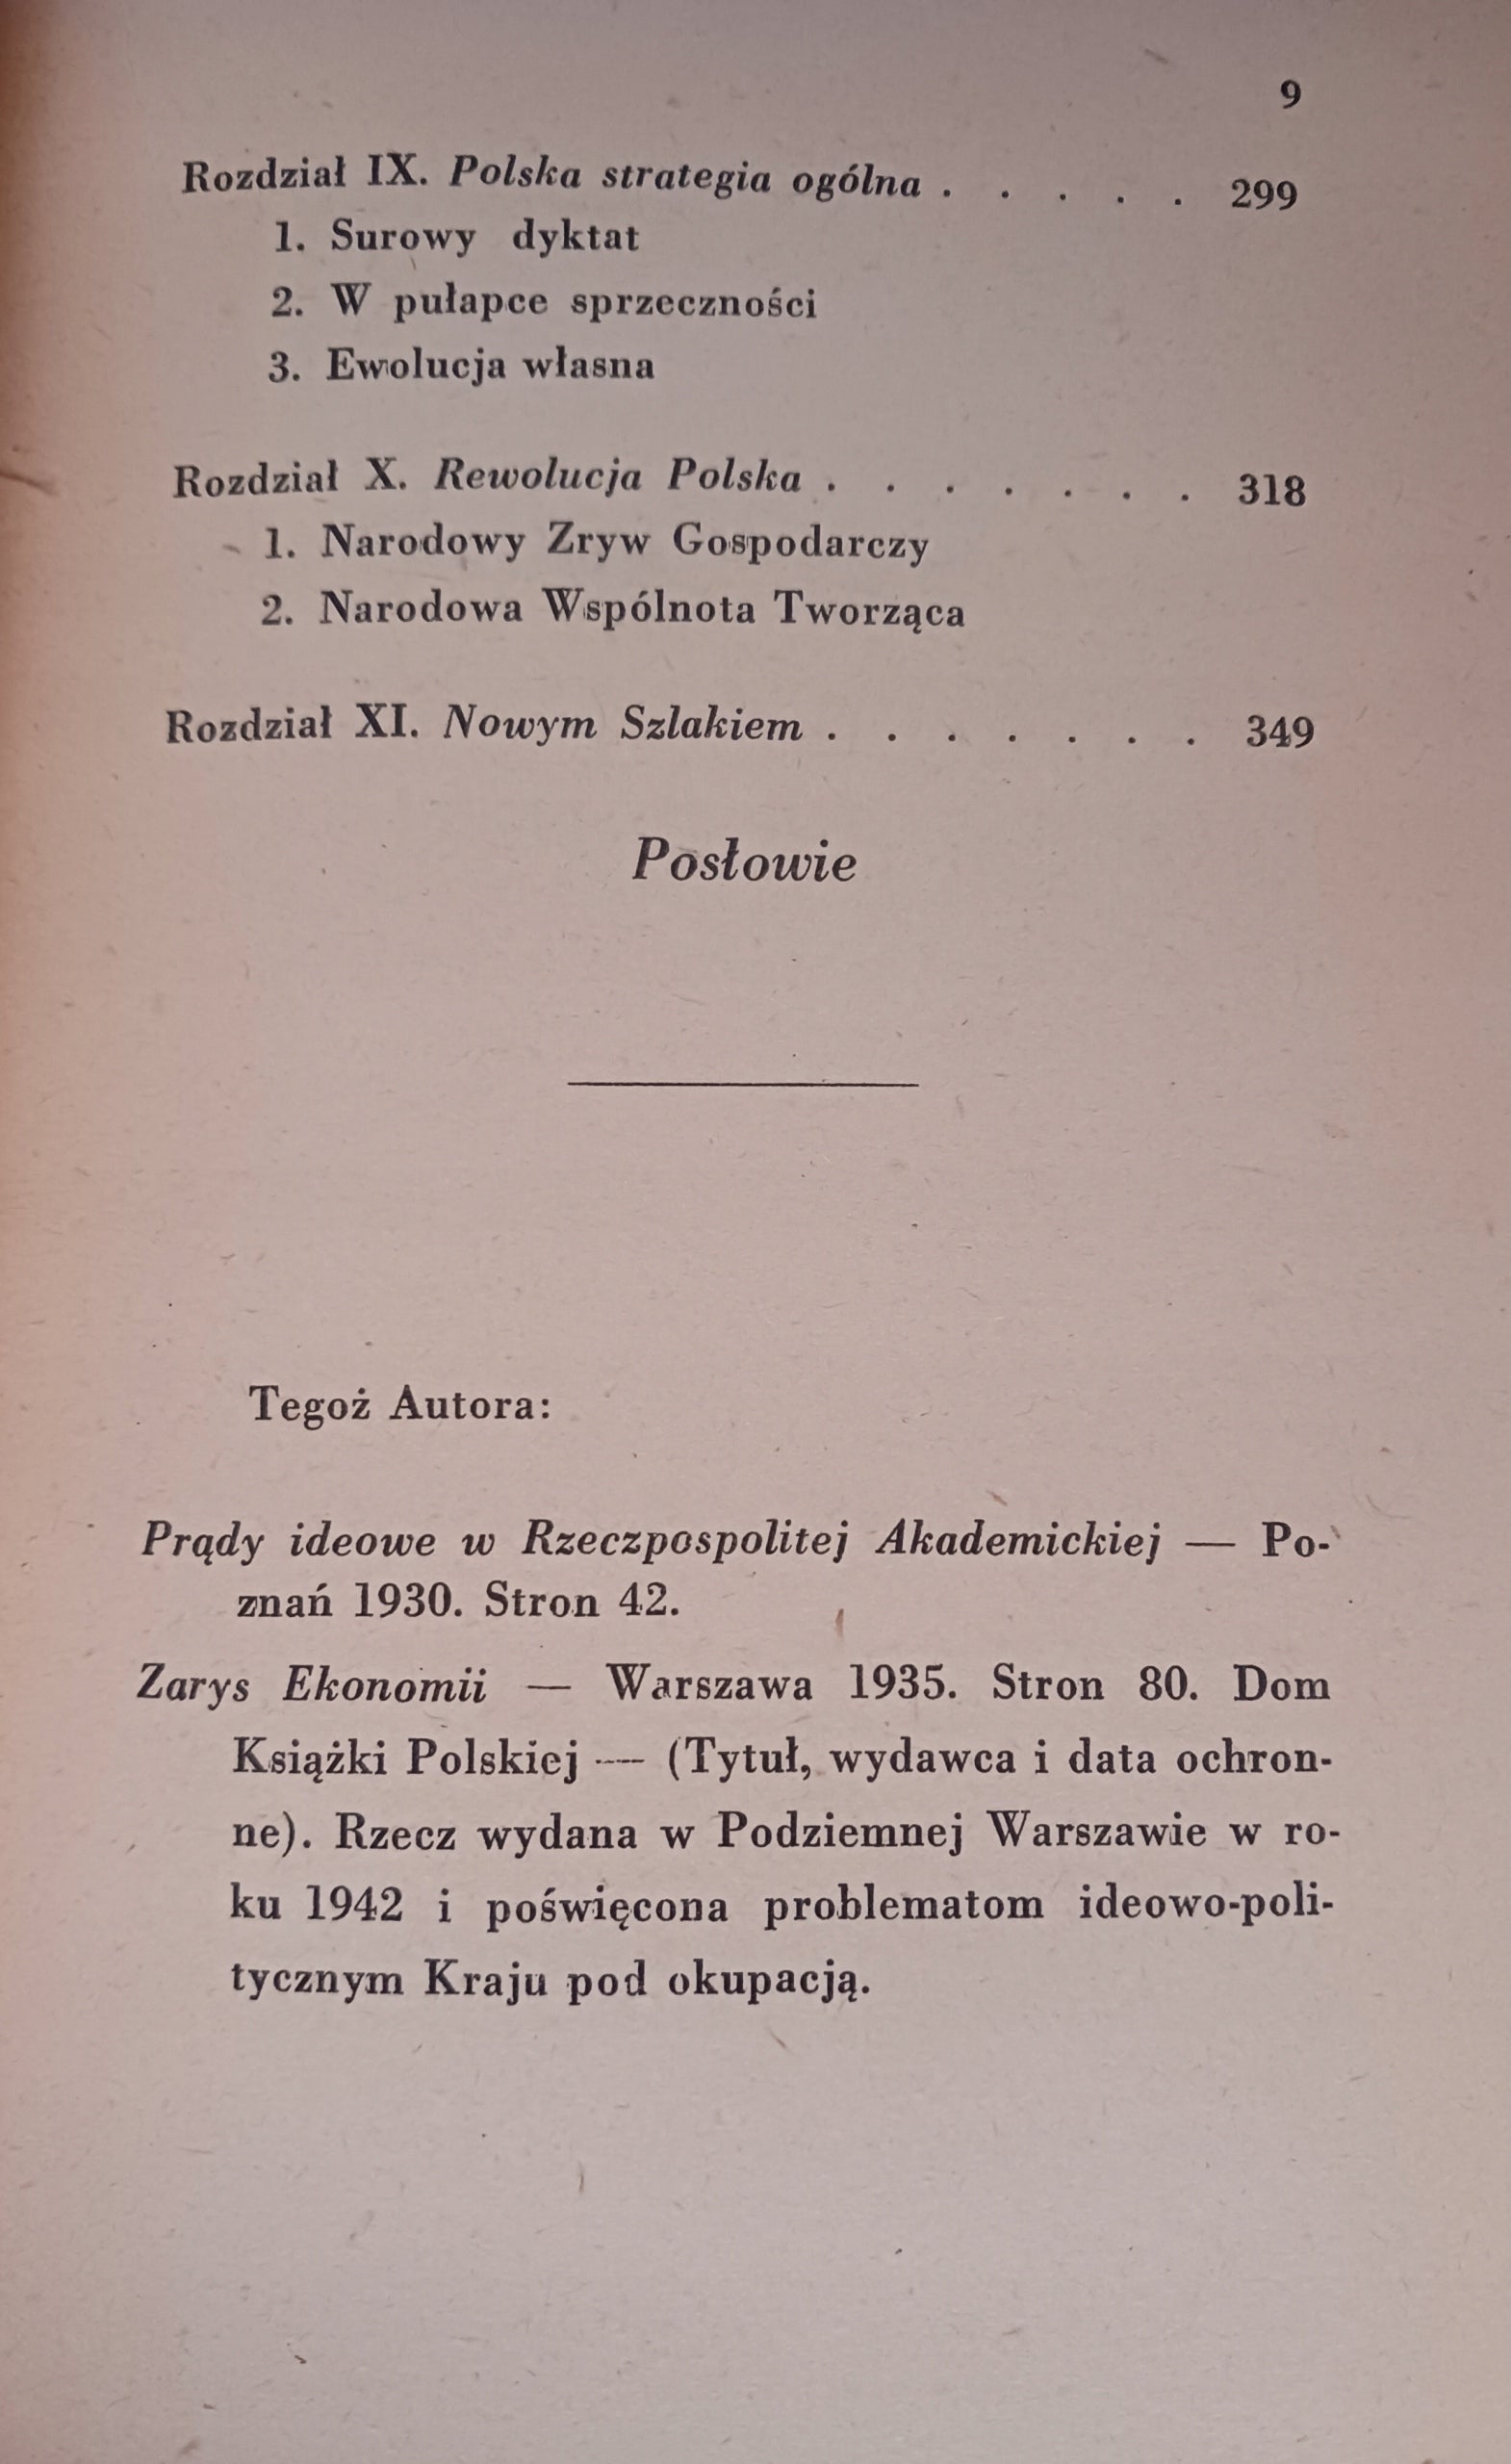 9
Rozdział IX. Polska strategia ogólna . . . . . 299
1. Surowy dyktat
2. W pułapce sprzeczności
3. Ewolucja własna
Rozdział X. Rewolucja Polska . . . . . . . 318
1. Narodowy Zryw Gospodarczy
2. Narodowa Wspólnota Tworząca
Rozdział XI. Nowym Szlakiem . . . . . . . 349
Posłowie
Tegoż Autora:
Prądy ideowe w Rzeczpospolitej Akademickiej — Po-
znań 1930. Stron 42.
Zarys Ekonomii — Warszawa 1935. Stron 80. Dom
Książki Polskiej — (Tytuł, wydawca i data ochron-
ne). Rzecz wydana w Podziemnej Warszawie w ro-
ku 1942 i poświęcona problematom ideowo-poli-
tycznym Kraju pod okupacją.